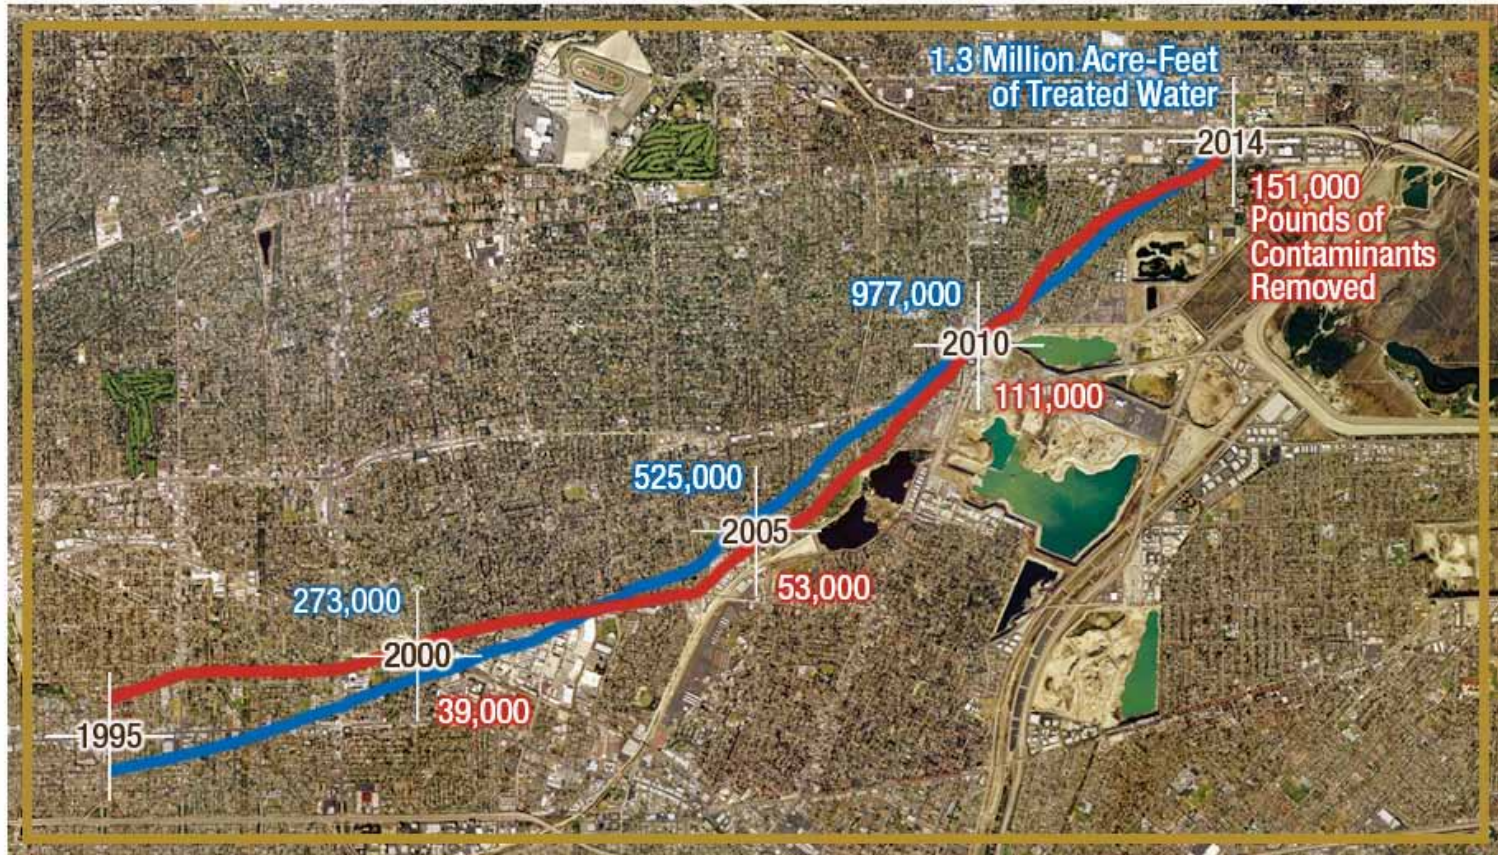 1.3 Million Acre-Feet
of Treated Water
2014
151,000
Pounds of
Contaminants
Removed
977,000
2010
111,000
525,000
2005
53,000
273,000
2000
39,000
1995